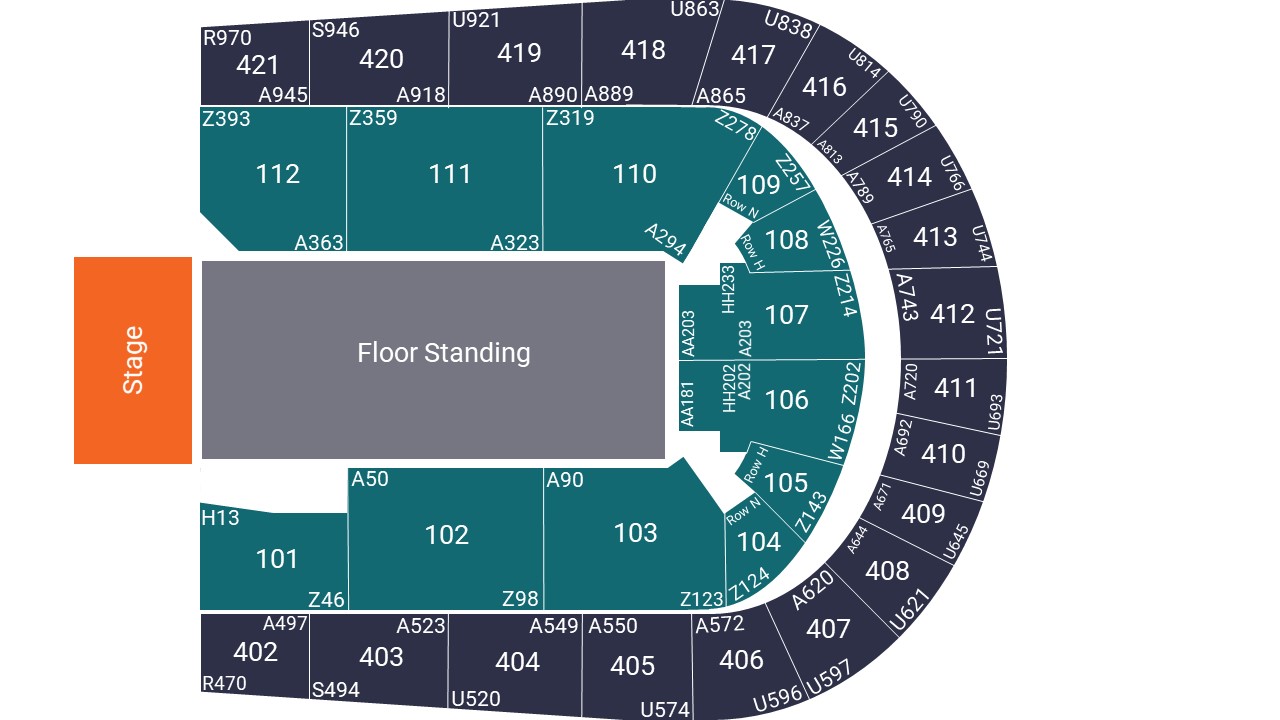 R970
421
A945
S946
420
A918
U921
419
A890
U863
418
A889
U838
417
A865
U814
416
A837
U790
415
A813
U766
414
A789
U744
413
A765
A743
412
U721
A720
411
U693
A692
410
U669
A671
409
U645
A644
408
U621
A620
407
U597
A572
406
U596
A550
405
U574
A549
404
U520
A523
403
S494
A497
402
R470
Z393
112
A363
Z359
111
A323
Z319
110
Z278
A294
Z257
109
Row N
W226
108
Row H
HH233
Z214
107
AA203
A203
HH202
A202
Z202
106
AA181
W166
Row H
105
Z143
Row N
104
Z124
A90
103
Z123
A50
102
Z98
H13
101
Z46
Stage
Floor Standing